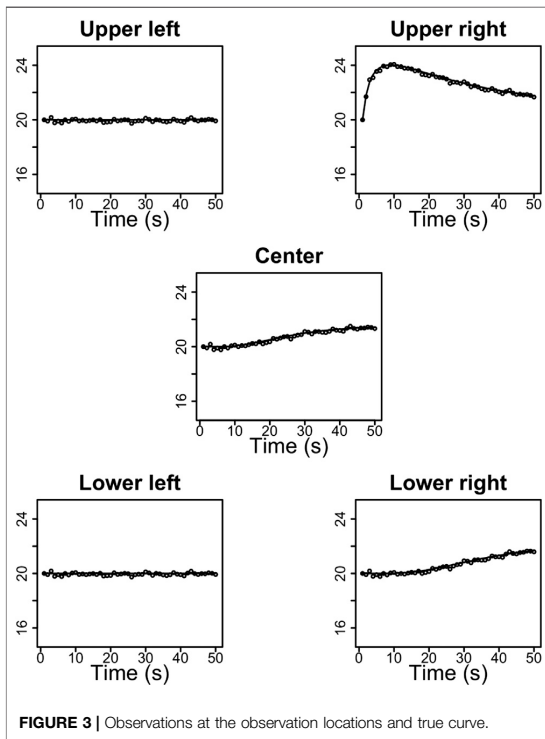 Upper left
24
20
16
0 10 20 30 40 50
Time (s)
Upper right
24
20
16
0 10 20 30 40 50
Time (s)
Center
24
20
16
0 10 20 30 40 50
Time (s)
Lower left
24
20
16
0 10 20 30 40 50
Time (s)
Lower right
24
20
16
0 10 20 30 40 50
Time (s)
FIGURE 3 | Observations at the observation locations and true curve.